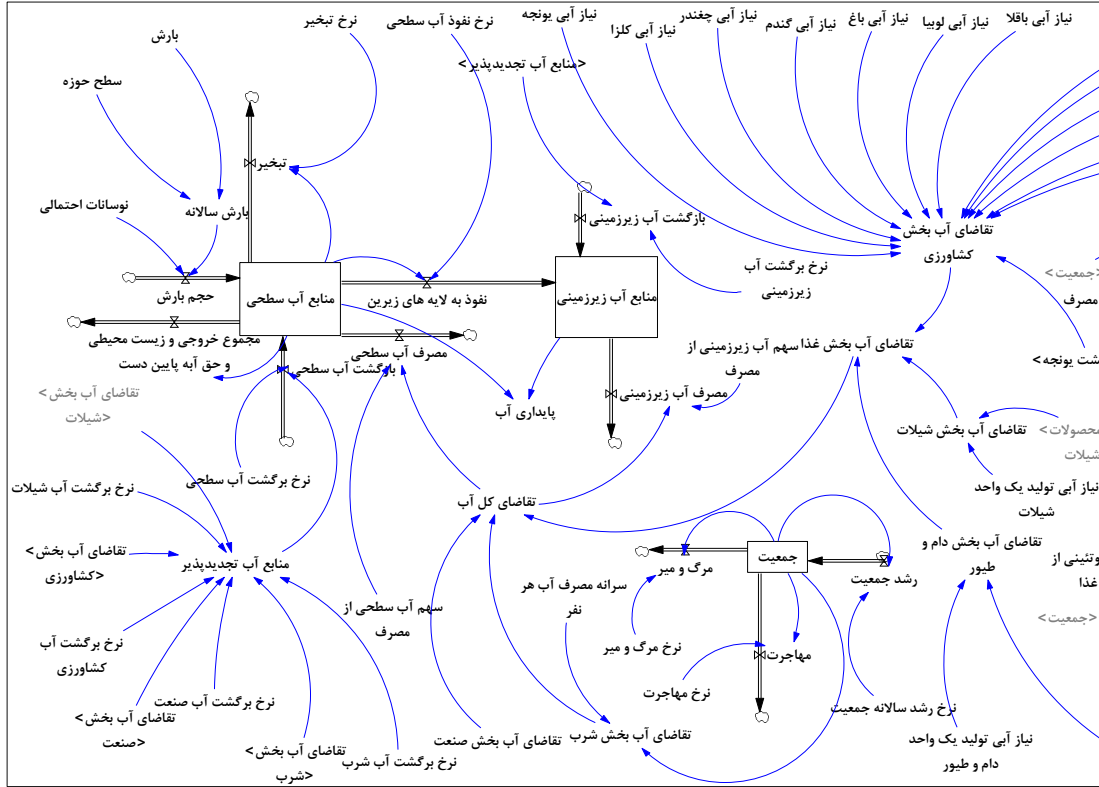 بارش
نرخ تبخیر
نرخ نفوذ آب سطحی
نیاز آبی یونجه
نیاز آبی کلزا
نیاز آبی چغندر
نیاز آبی گندم
نیاز آبی باغ
نیاز آبی لوبیا
نیاز آبی باقلا
سطح حوزه
<منابع آب تجدیدپذیر>
تبخیر
نوسانات احتمالی
بارش سالانه
بازگشت آب زیرزمینی
تقاضای آب بخش
کشاورزی
نرخ برگشت آب
زیرزمینی
<جمعیت>
مصرف
حجم بارش
منابع آب سطحی
نفوذ به لایه های زیرین
منابع آب زیرزمینی
مجموع خروجی و زیست محیطی
و حق آبه پایین دست
مصرف آب سطحی
بازگشت آب سطحی
سهم آب زیرزمینی از
مصرف
تقاضای آب بخش غذا
شت یونجه>
<تقاضای آب بخش
شیلات>
پایداری آب
مصرف آب زیرزمینی
تقاضای آب بخش شیلات
محصولات>
شیلات
نرخ برگشت آب شیلات
نرخ برگشت آب سطحی
تقاضای کل آب
نیاز آبی تولید یک واحد
شیلات
<تقاضای آب بخش
کشاورزی>
منابع آب تجدیدپذیر
مرگ و میر
جمعیت
رشد جمعیت
تقاضای آب بخش دام و
طیور
وتئینی از
غذا
سهم آب سطحی از
مصرف
سرانه مصرف آب هر
نفر
<جمعیت>
نرخ برگشت آب
کشاورزی
نرخ مرگ و میر
مهاجرت
نرخ برگشت آب صنعت
نرخ مهاجرت
نرخ رشد سالانه جمعیت
<تقاضای آب بخش
صنعت>
<تقاضای آب بخش
شرب>
نرخ برگشت آب شرب
تقاضای آب بخش صنعت
تقاضای آب بخش شرب
نیاز آبی تولید یک واحد
دام و طیور